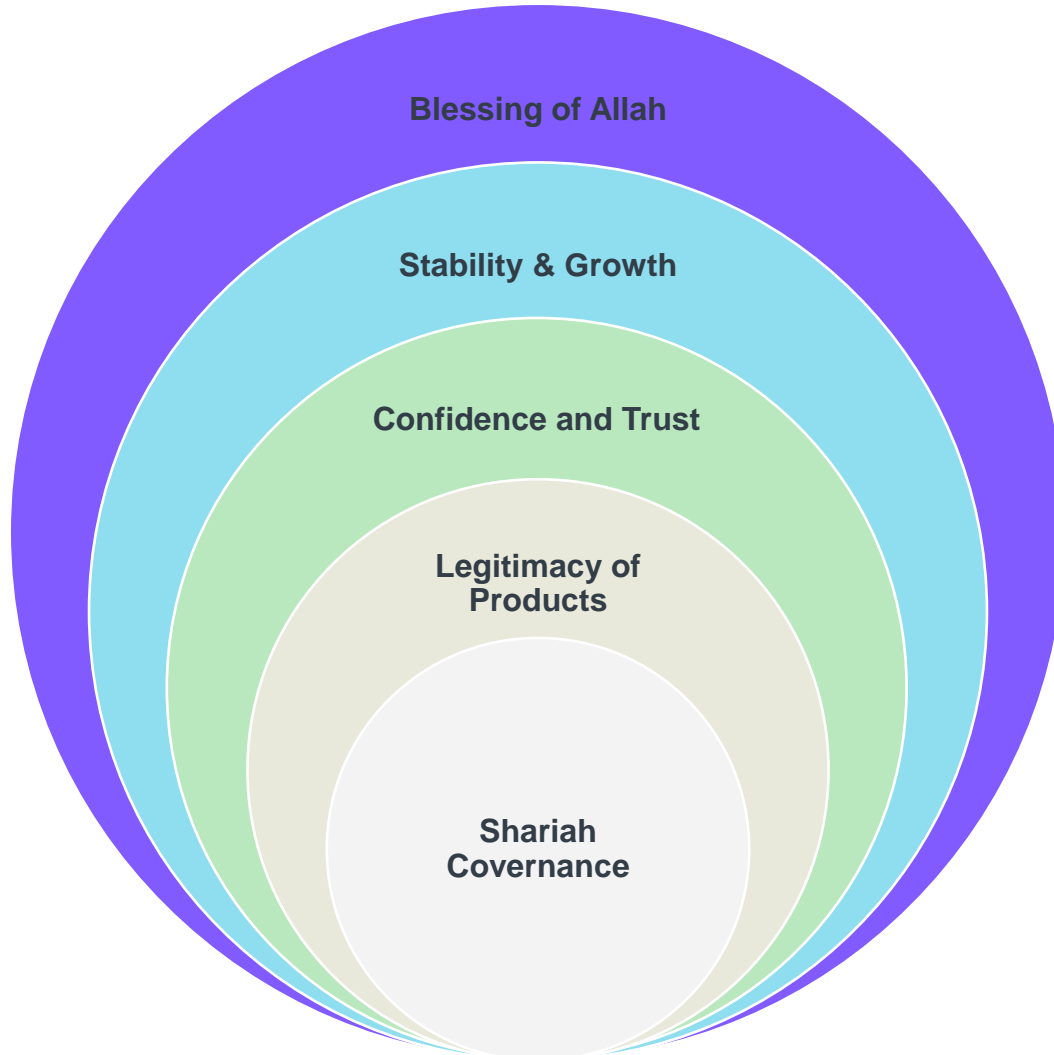 Blessing of Allah
Stability & Growth
Confidence and Trust
Legitimacy of
Products
Shariah
Covernance